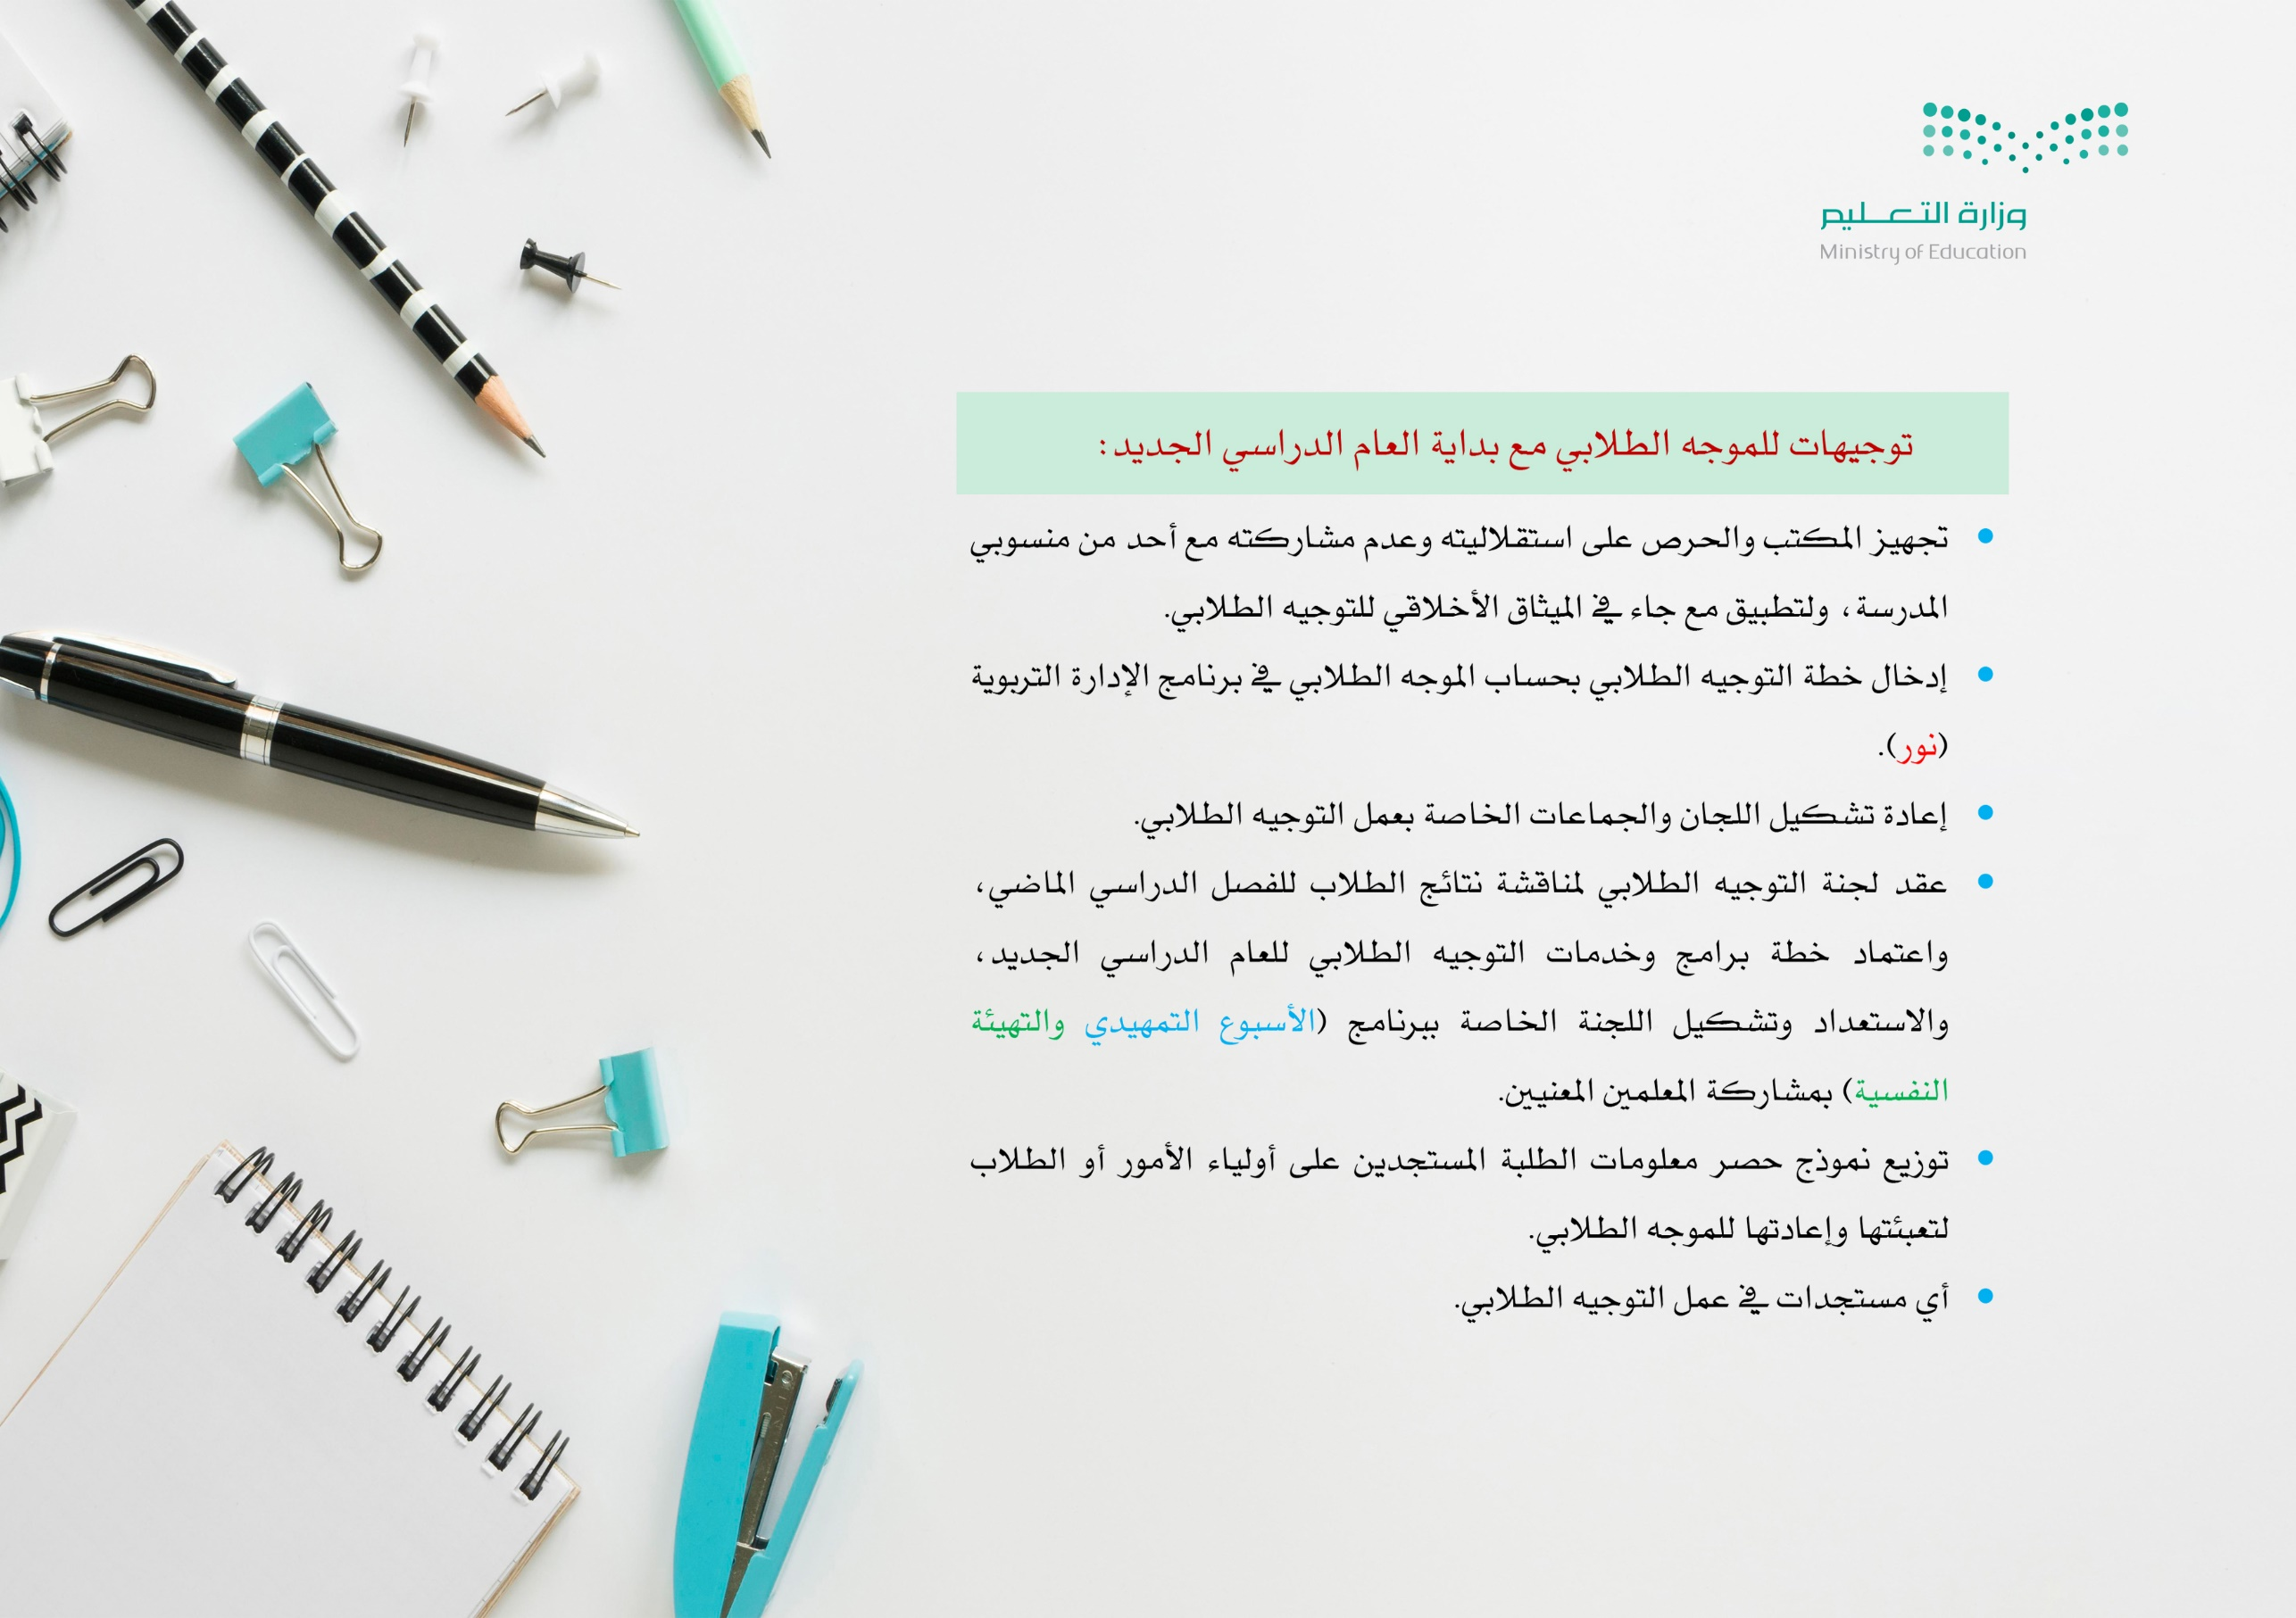 وزارة التعليم
Ministry of Education
توجيهات للموجه الطلابي مع بداية العام الدراسي الجديد:
• تجهيز المكتب والحرص على استقلاليته وعدم مشاركته مع أحد من منسوبي
المدرسة، ولتطبيق مع جاء في الميثاق الأخلاقي للتوجيه الطلابي.
• إدخال خطة التوجيه الطلابي بحساب الموجه الطلابي في برنامج الإدارة التربوية
(نور).
• إعادة تشكيل اللجان والجماعات الخاصة بعمل التوجيه الطلابي.
• عقد لجنة التوجيه الطلابي لمناقشة نتائج الطلاب للفصل الدراسي الماضي،
واعتماد خطة برامج وخدمات التوجيه الطلابي للعام الدراسي الجديد،
والاستعداد وتشكيل اللجنة الخاصة ببرنامج (الأسبوع التمهيدي والتهيئة
النفسية) بمشاركة المعلمين المعنيين.
• توزيع نموذج حصر معلومات الطلبة المستجدين على أولياء الأمور أو الطلاب
لتعبئتها وإعادتها للموجه الطلابي.
• أي مستجدات في عمل التوجيه الطلابي.